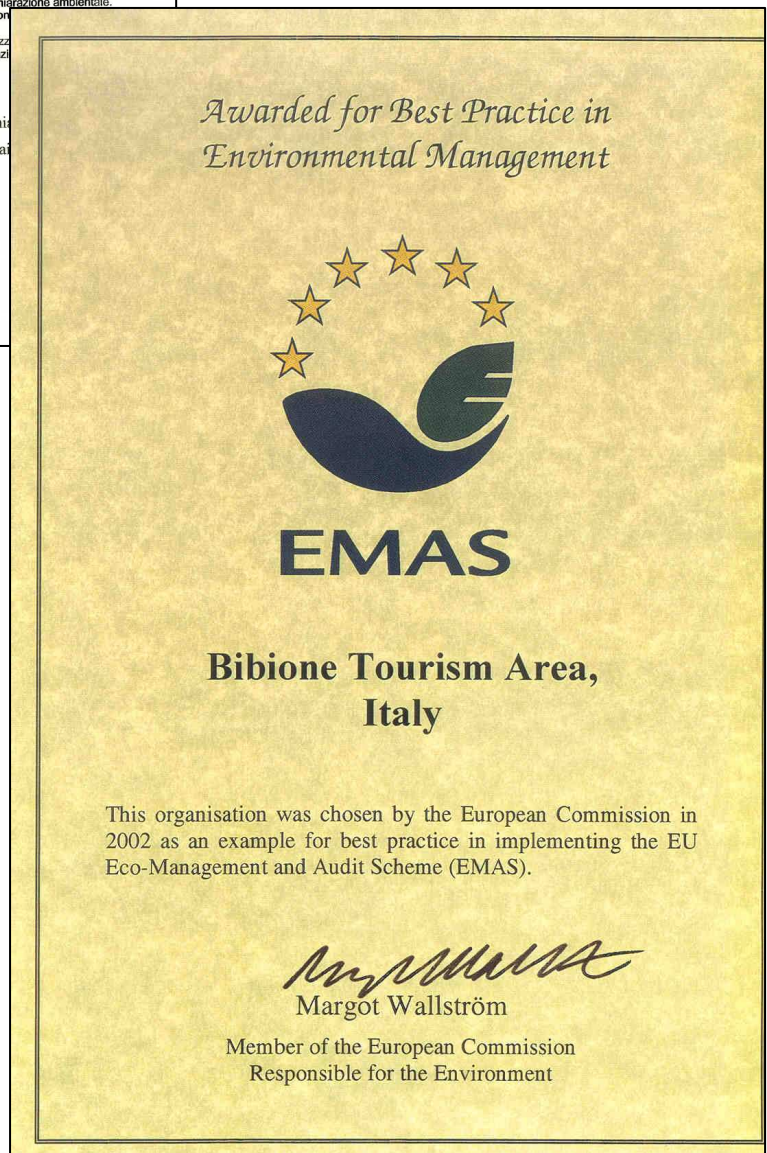 ambientale.
Awarded for Best Practice in
Environmental Management
EMAS
Bibione Tourism Area,
Italy
This organisation was chosen by the European Commission in
2002 as an example for best practice in implementing the EU
Eco-Management and Audit Scheme (EMAS).
Margot Wallström
Member of the European Commission
Responsible for the Environment